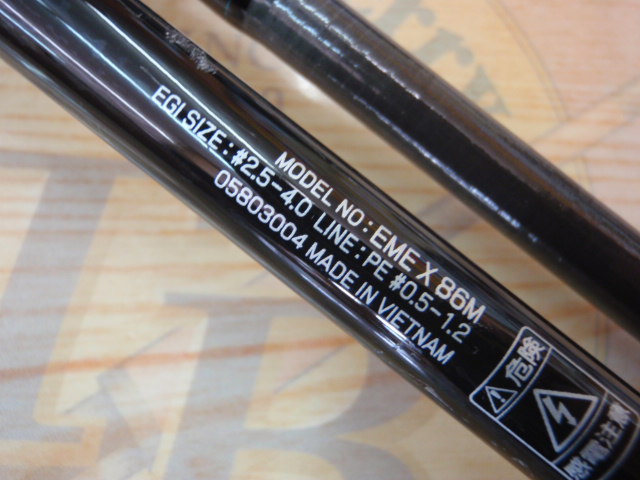 MODEL NO : EME X 86M
EGI SIZE : #2.5-4.0 LINE : PE #0.5-1.2
05803004 MADE IN VIETNAM
危険
感電注意